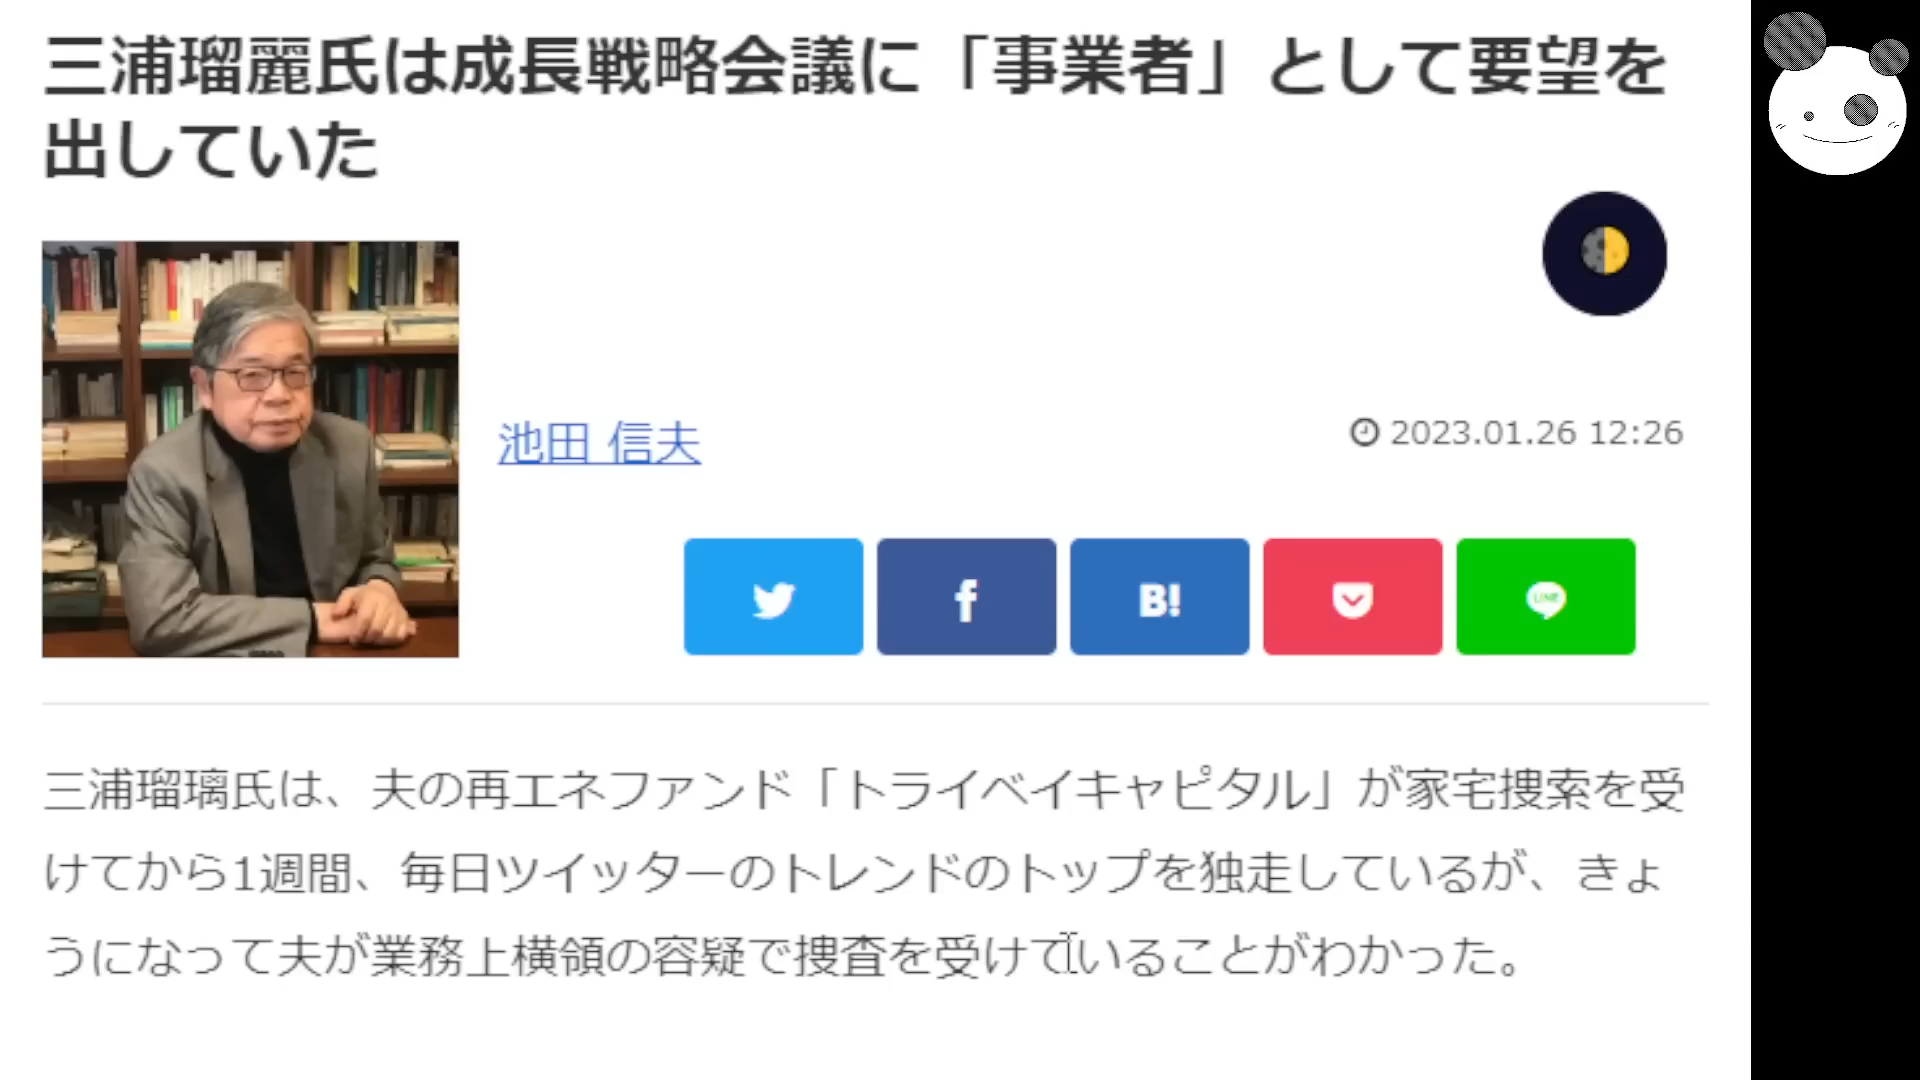 三浦瑠麗氏は成長戦略会議に「事業者」として要望を
出していた
池田 信夫
2023.01.26 12:26
B!
LINE
三浦瑠璃氏は、夫の再エネファンド「トライベイキャピタル」が家宅捜索を受
けてから1週間、毎日ツイッターのトレンドのトップを独走しているが、きょ
うになって夫が業務上横領の容疑で捜査を受けていることがわかった。